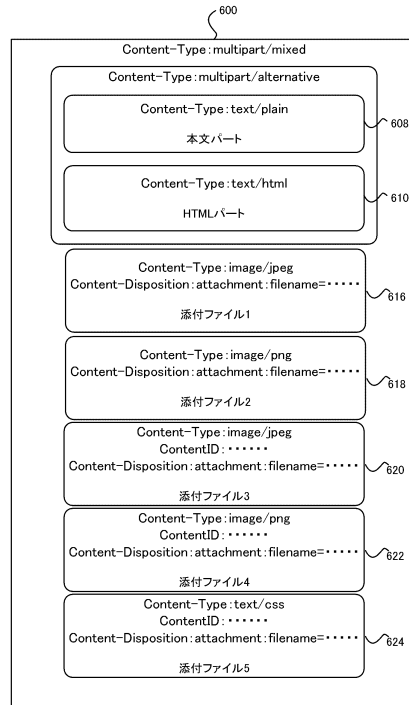 600
Content-Type:multipart/mixed
Content-Type:multipart/alternative
Content-Type:text/plain
本文パート
608
Content-Type:text/html
HTMLパート
610
Content-Type:image/jpeg
Content-Disposition:attachment:filename=・・・・・
添付ファイル1
616
Content-Type:image/png
Content-Disposition:attachment:filename=・・・・・
添付ファイル2
618
Content-Type:image/jpeg
ContentID:・・・・・・
Content-Disposition:attachment:filename=・・・・・
添付ファイル3
620
Content-Type:image/png
ContentID:・・・・・・
Content-Disposition:attachment:filename=・・・・・
添付ファイル4
622
Content-Type:text/css
ContentID:・・・・・・
Content-Disposition:attachment:filename=・・・・・
添付ファイル5
624